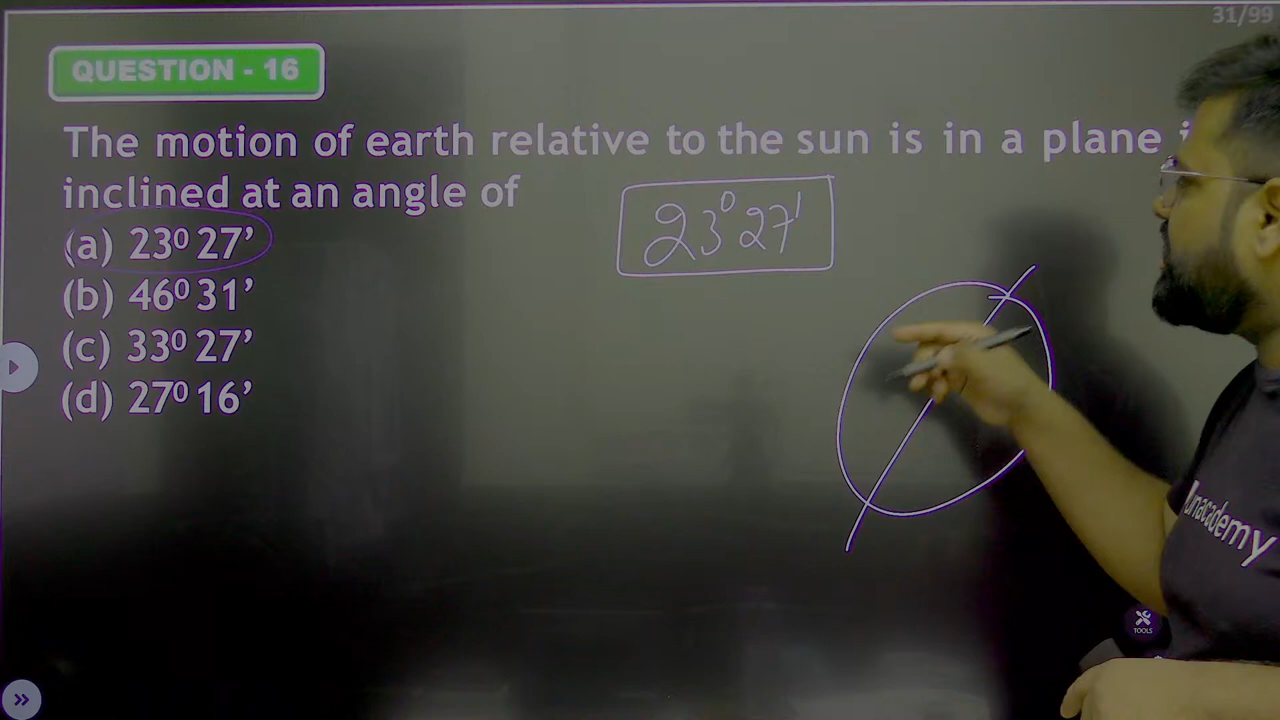 31/99
QUESTION - 16
The motion of earth relative to the sun is in a plane
inclined at an angle of
23⁰ 27'
(a) 23⁰ 27’
(b) 46⁰ 31’
(c) 33⁰ 27’
(d) 27⁰ 16’
unacademy
TOOLS